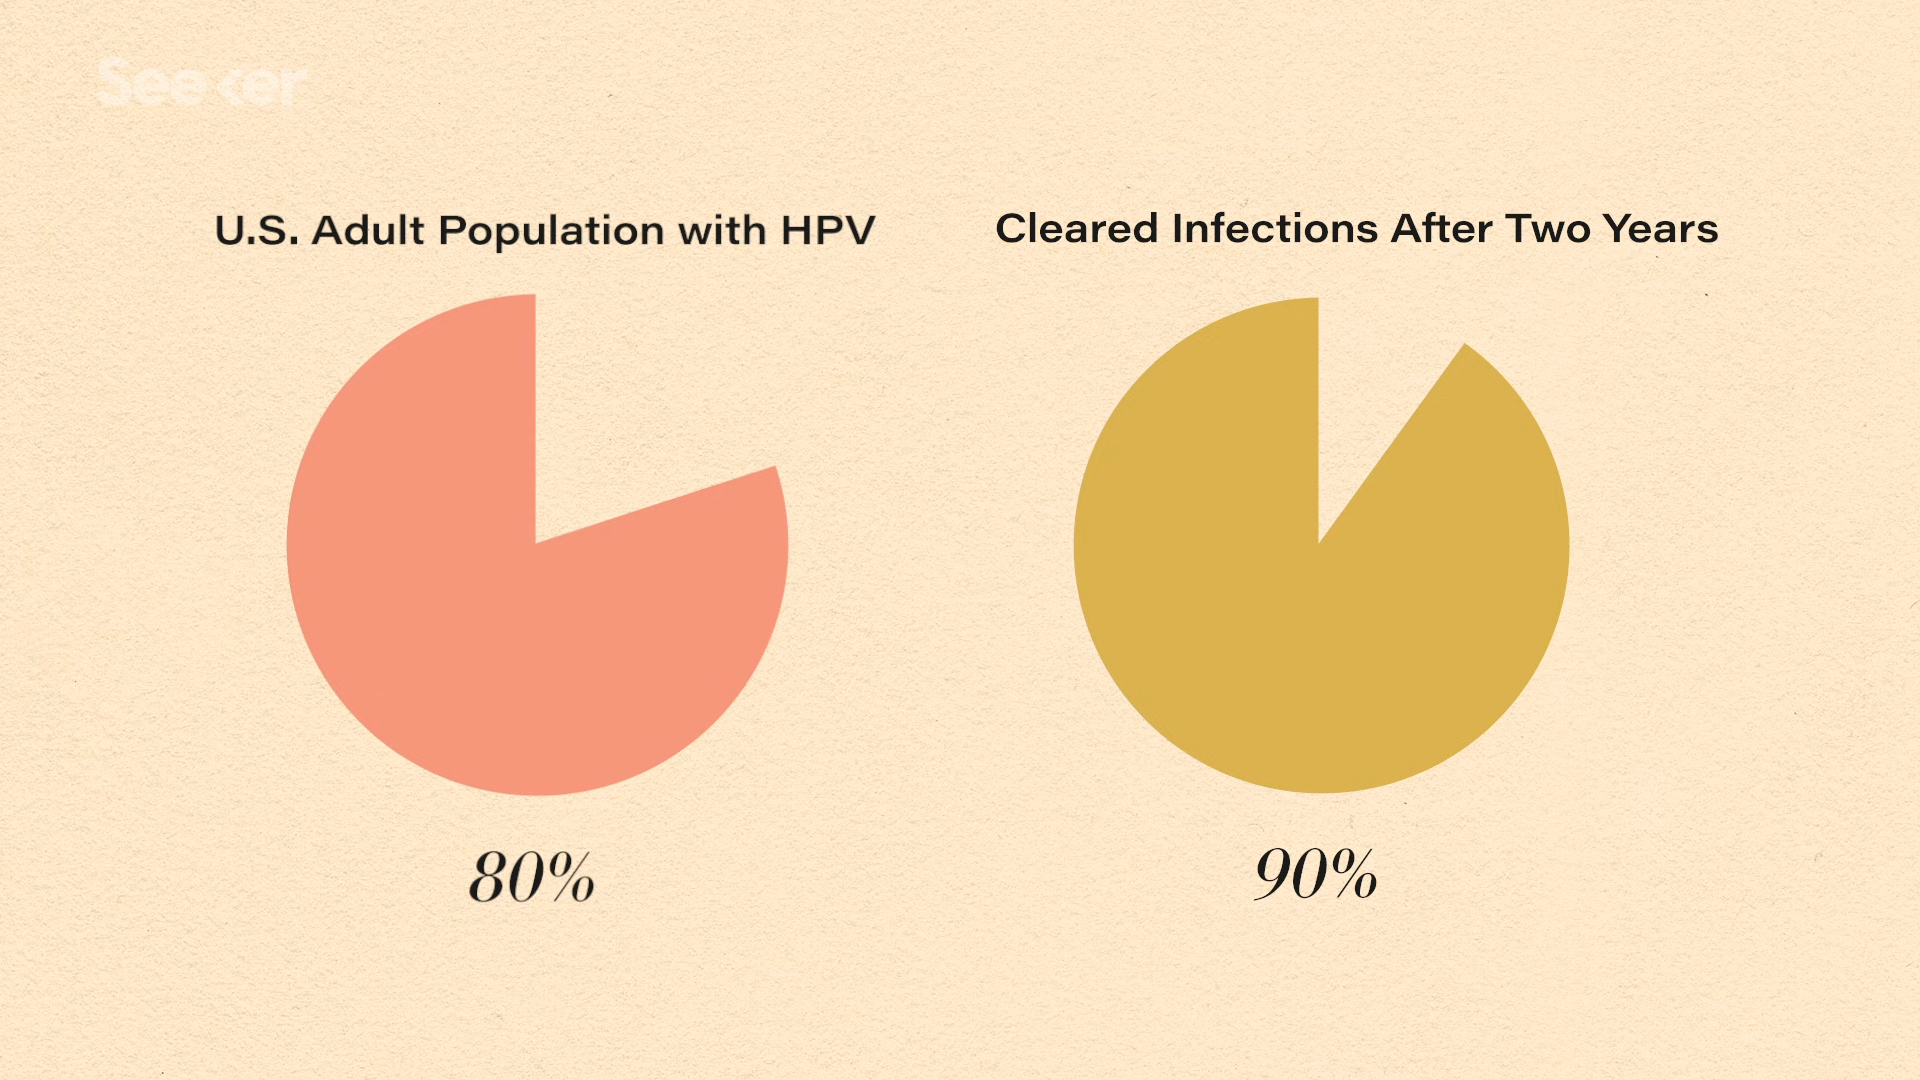 Seeker
U.S. Adult Population with HPV
Cleared Infections After Two Years
80%
90%